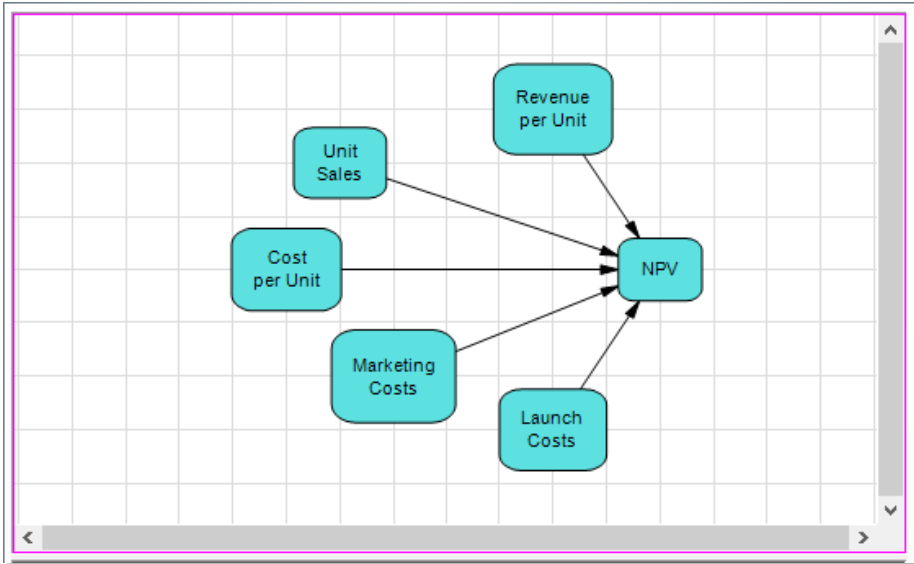 Revenue
per Unit
Unit
Sales
Cost
per Unit
NPV
Marketing
Costs
Launch
Costs